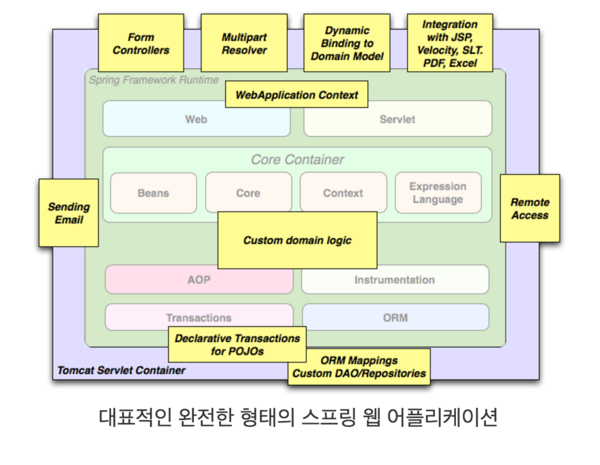 Form
Controllers
Multipart
Resolver
Dynamic
Binding to
Domain Model
Integration
with JSP,
Velocity, SLT.
PDF, Excel
Spring Framework Runtime
WebApplication Context
Web
Servlet
Core Container
Beans
Core
Context
Expression
Language
Sending
Email
Remote
Access
Custom domain logic
AOP
Instrumentation
Transactions
ORM
Declarative Transactions
for POJOs
ORM Mappings
Custom DAO/Repositories
Tomcat Servlet Container
대표적인 완전한 형태의 스프링 웹 어플리케이션